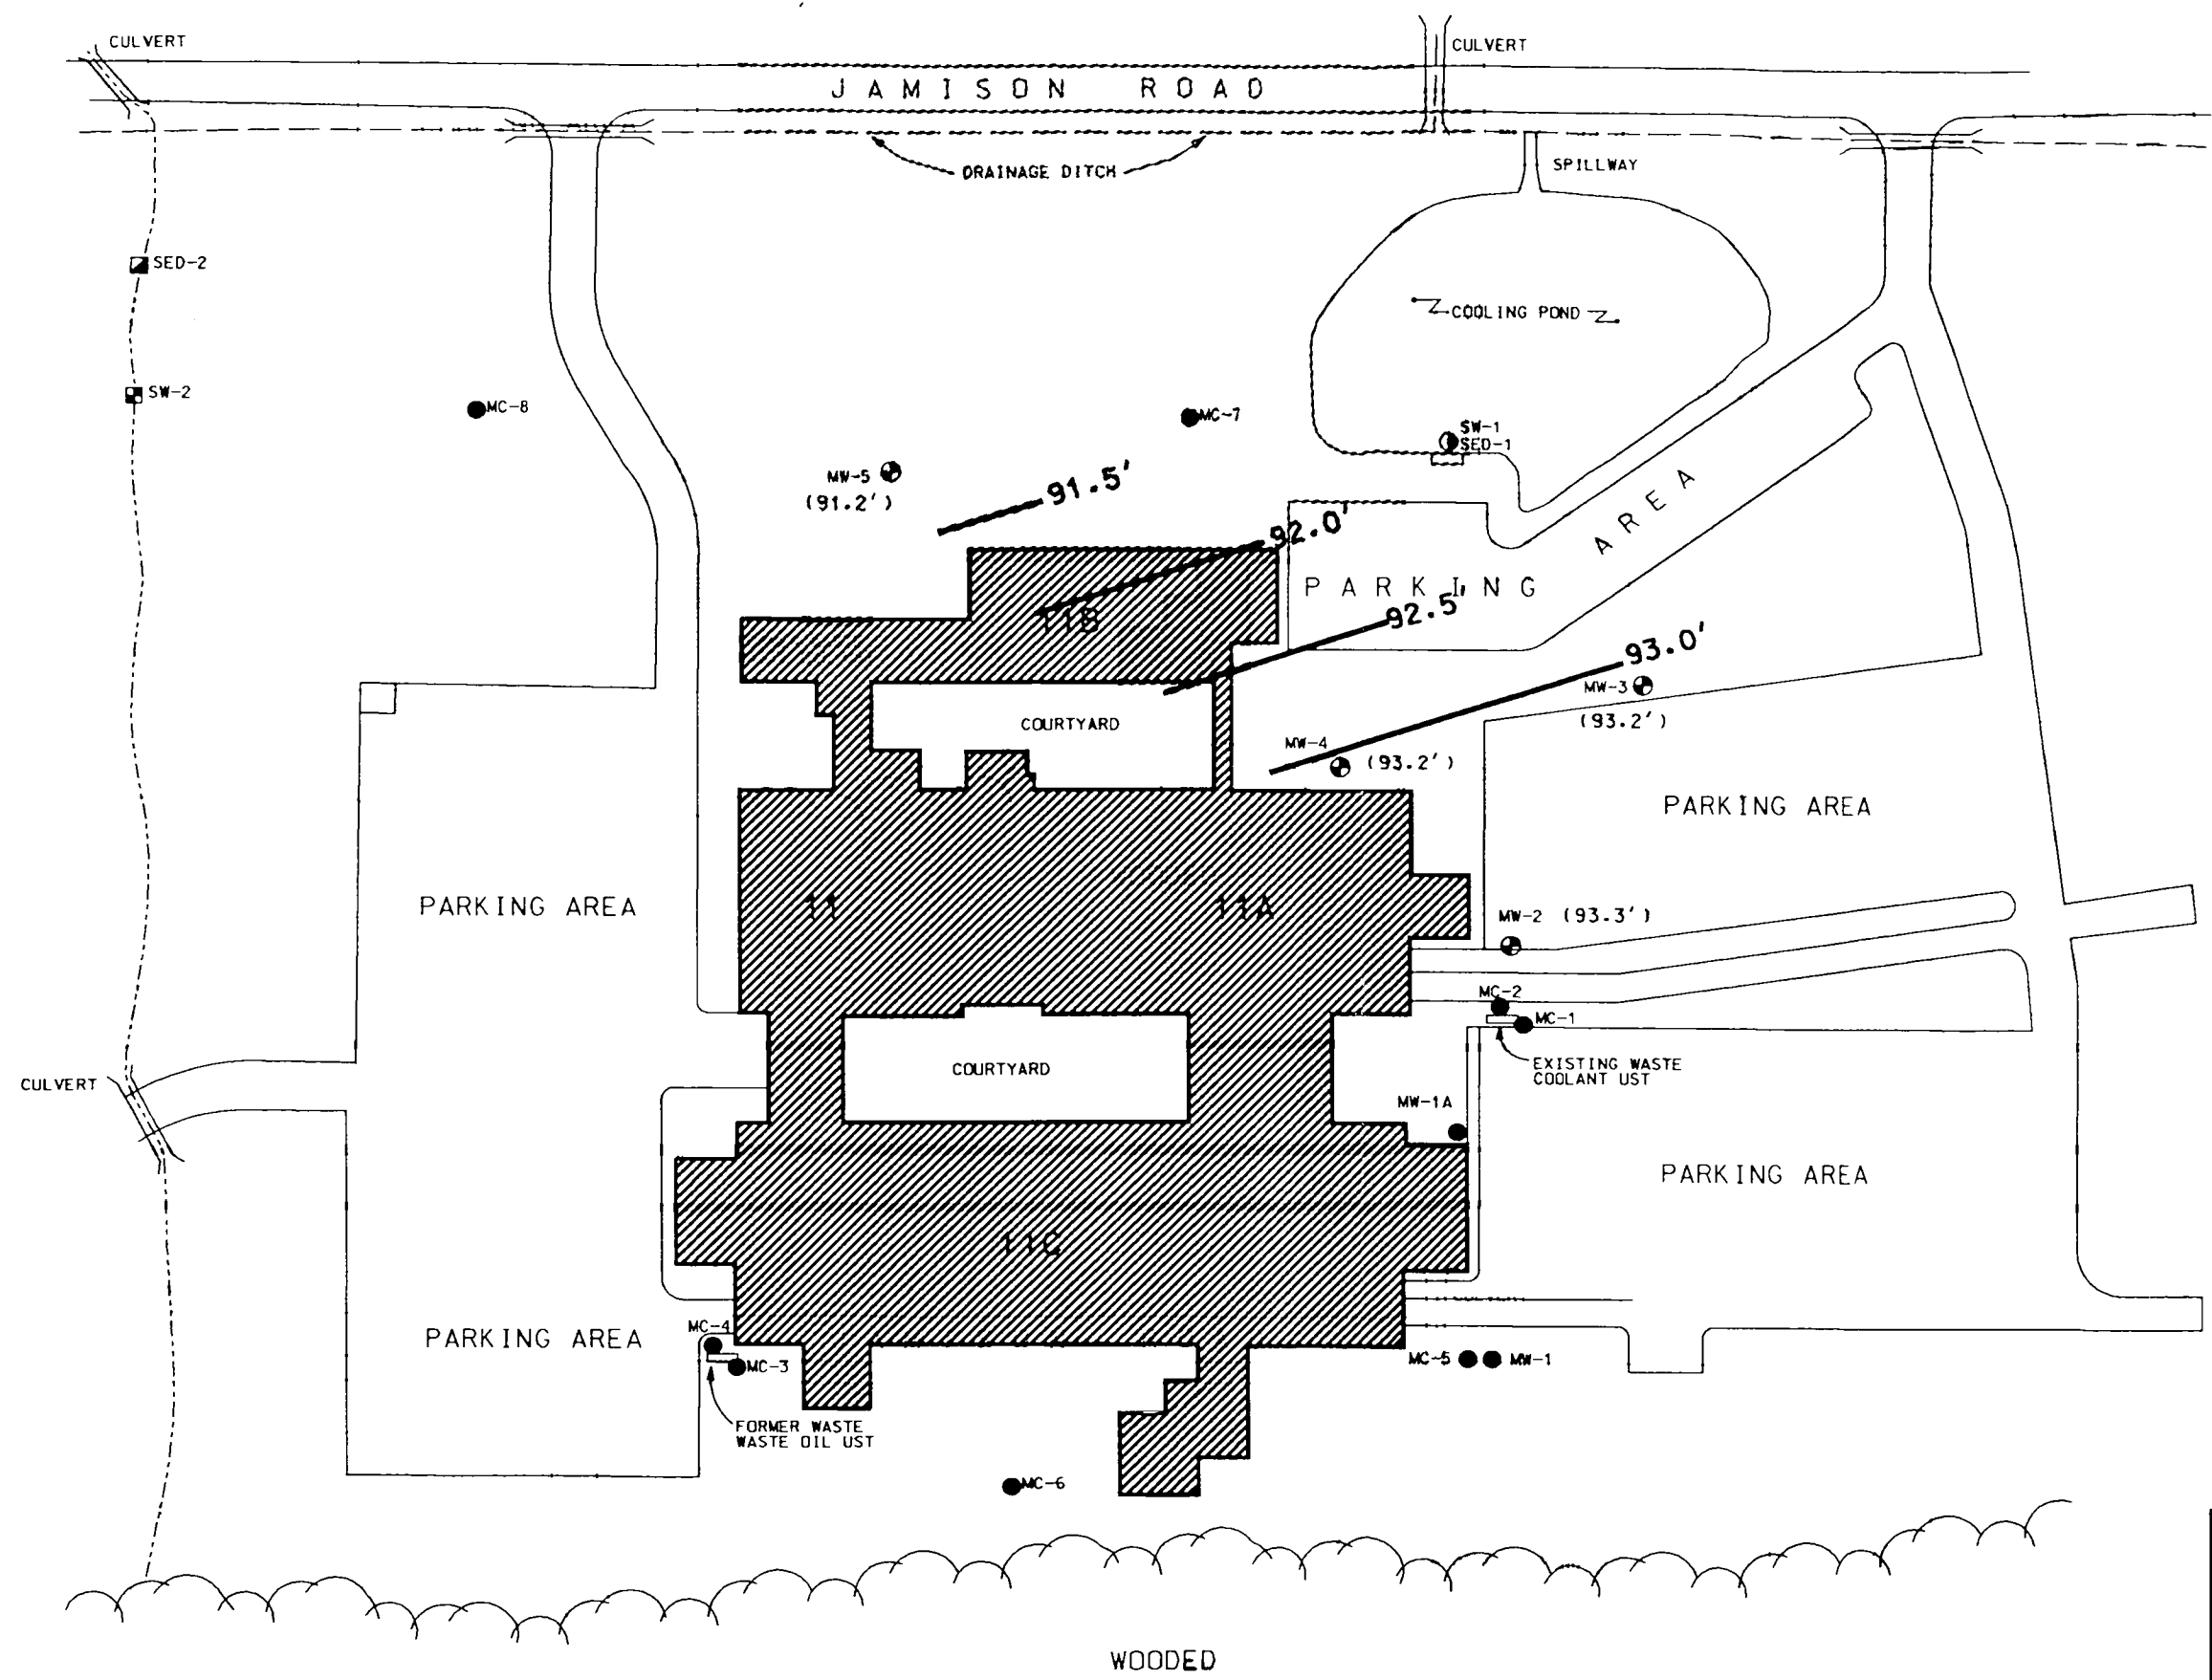 CULVERT
CULVERT
JAMISON ROAD
DRAINAGE DITCH
SPILLWAY
SED-2
COOLING POND
SW-2
MC-8
MC-7
SW-1
SED-1
MW-5
(91.2')
91.5'
92.0'
PARKING AREA
92.5'
93.0'
11B
MW-3
(93.2')
COURTYARD
MW-4
(93.2')
PARKING AREA
PARKING AREA
11
11A
MW-2 (93.3')
MC-2
MC-1
EXISTING WASTE
COOLANT UST
COURTYARD
CULVERT
MW-1A
PARKING AREA
11C
PARKING AREA
MC-4
MC-3
MC-5
MW-1
FORMER WASTE
WASTE OIL UST
MC-6
WOODED